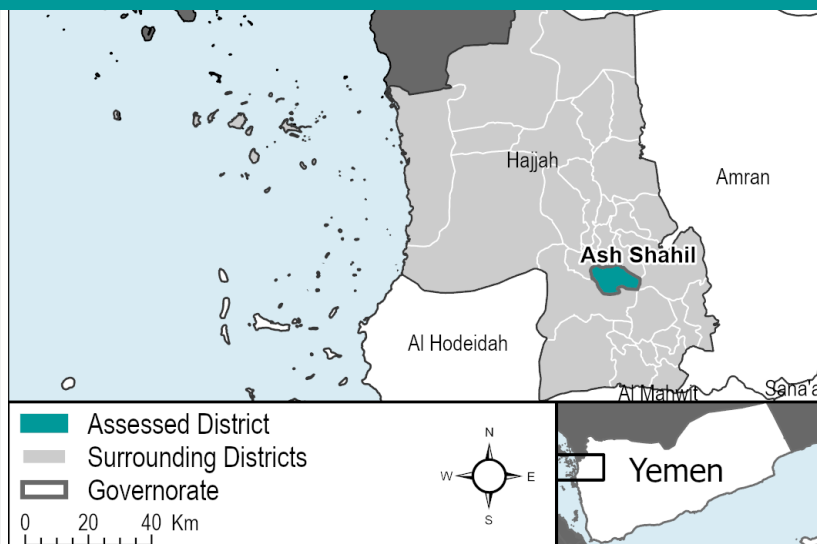 Hajjah
Amran
Ash Shahil
Al Hodeidah
Al Mahwit
Sana'a
Assessed District
Surrounding Districts
Governorate
0 20 40 Km
N
W E
S
Yemen